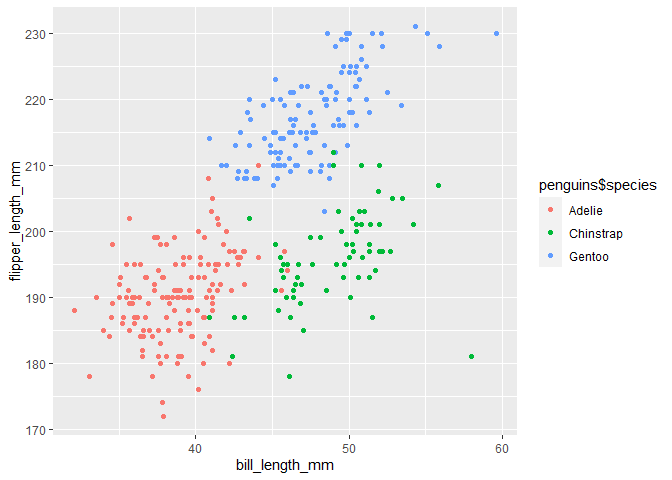 230
220
210
200
190
180
170
flipper_length_mm
40
50
60
bill_length_mm
penguins$species
Adelie
Chinstrap
Gentoo